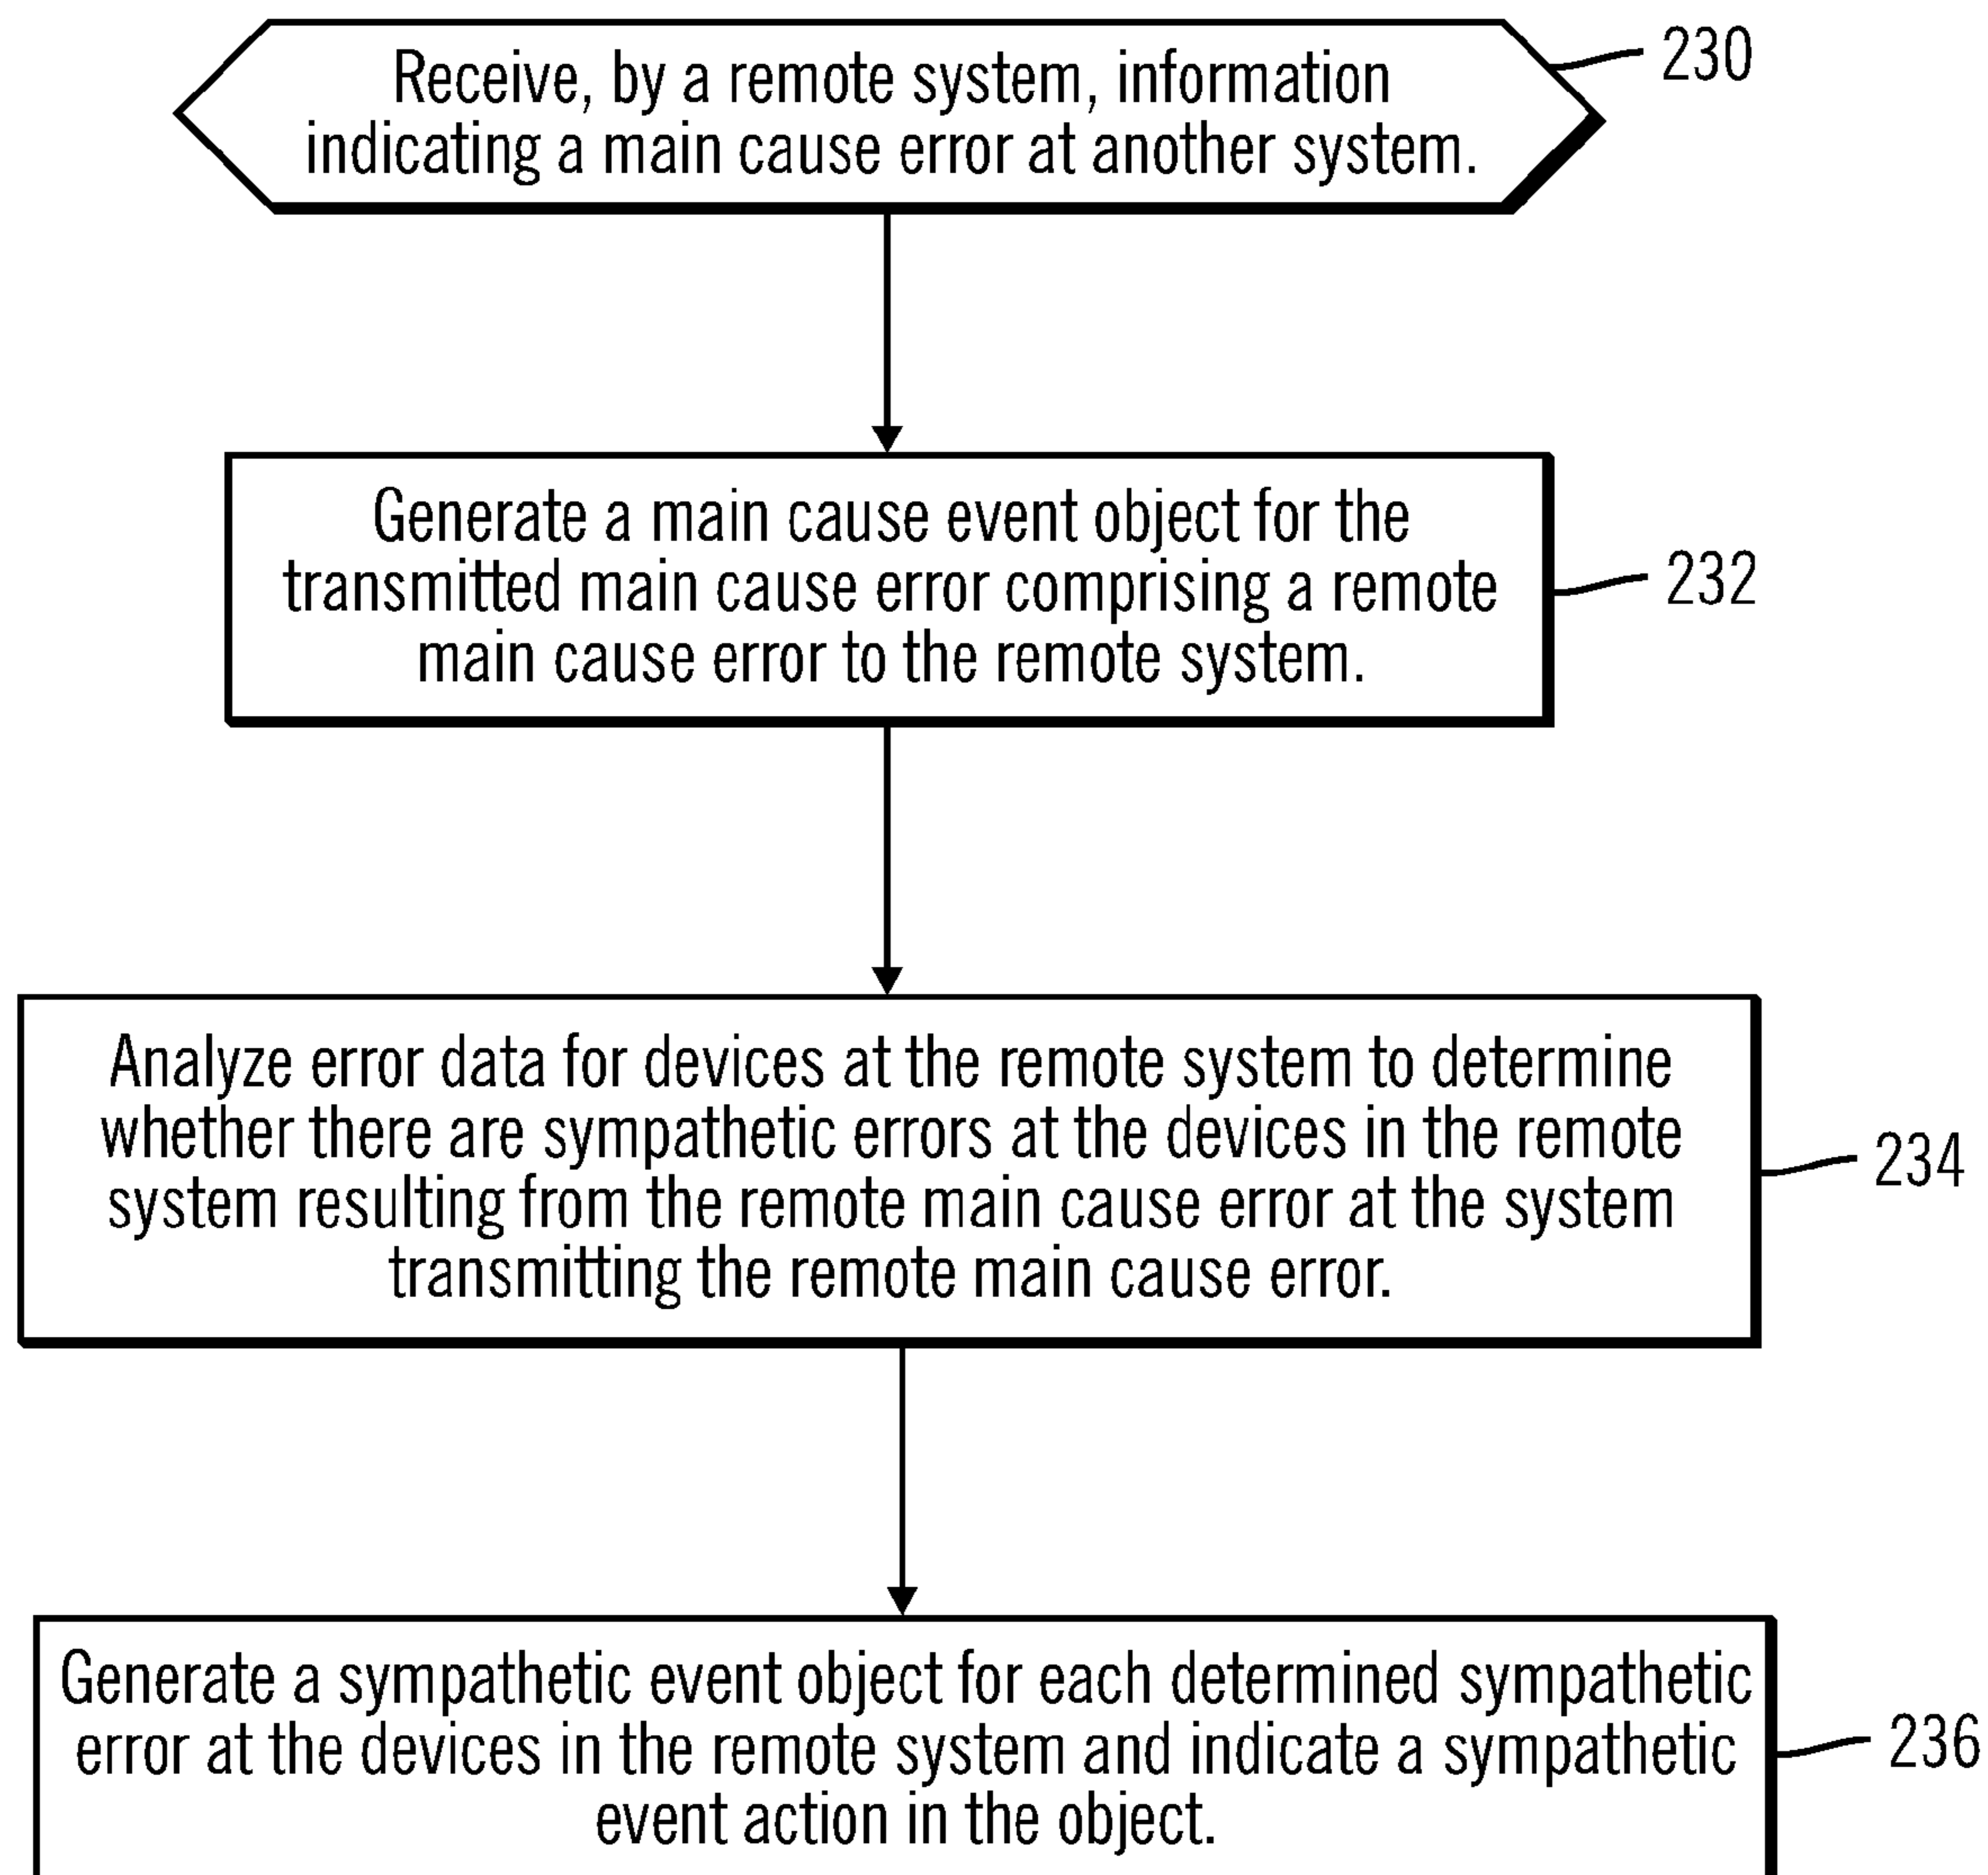 Receive, by a remote system, information
indicating a main cause error at another system.
230
Generate a main cause event object for the
transmitted main cause error comprising a remote
main cause error to the remote system.
232
Analyze error data for devices at the remote system to determine
whether there are sympathetic errors at the devices in the remote
system resulting from the remote main cause error at the system
transmitting the remote main cause error.
234
Generate a sympathetic event object for each determined sympathetic
error at the devices in the remote system and indicate a sympathetic
event action in the object.
236